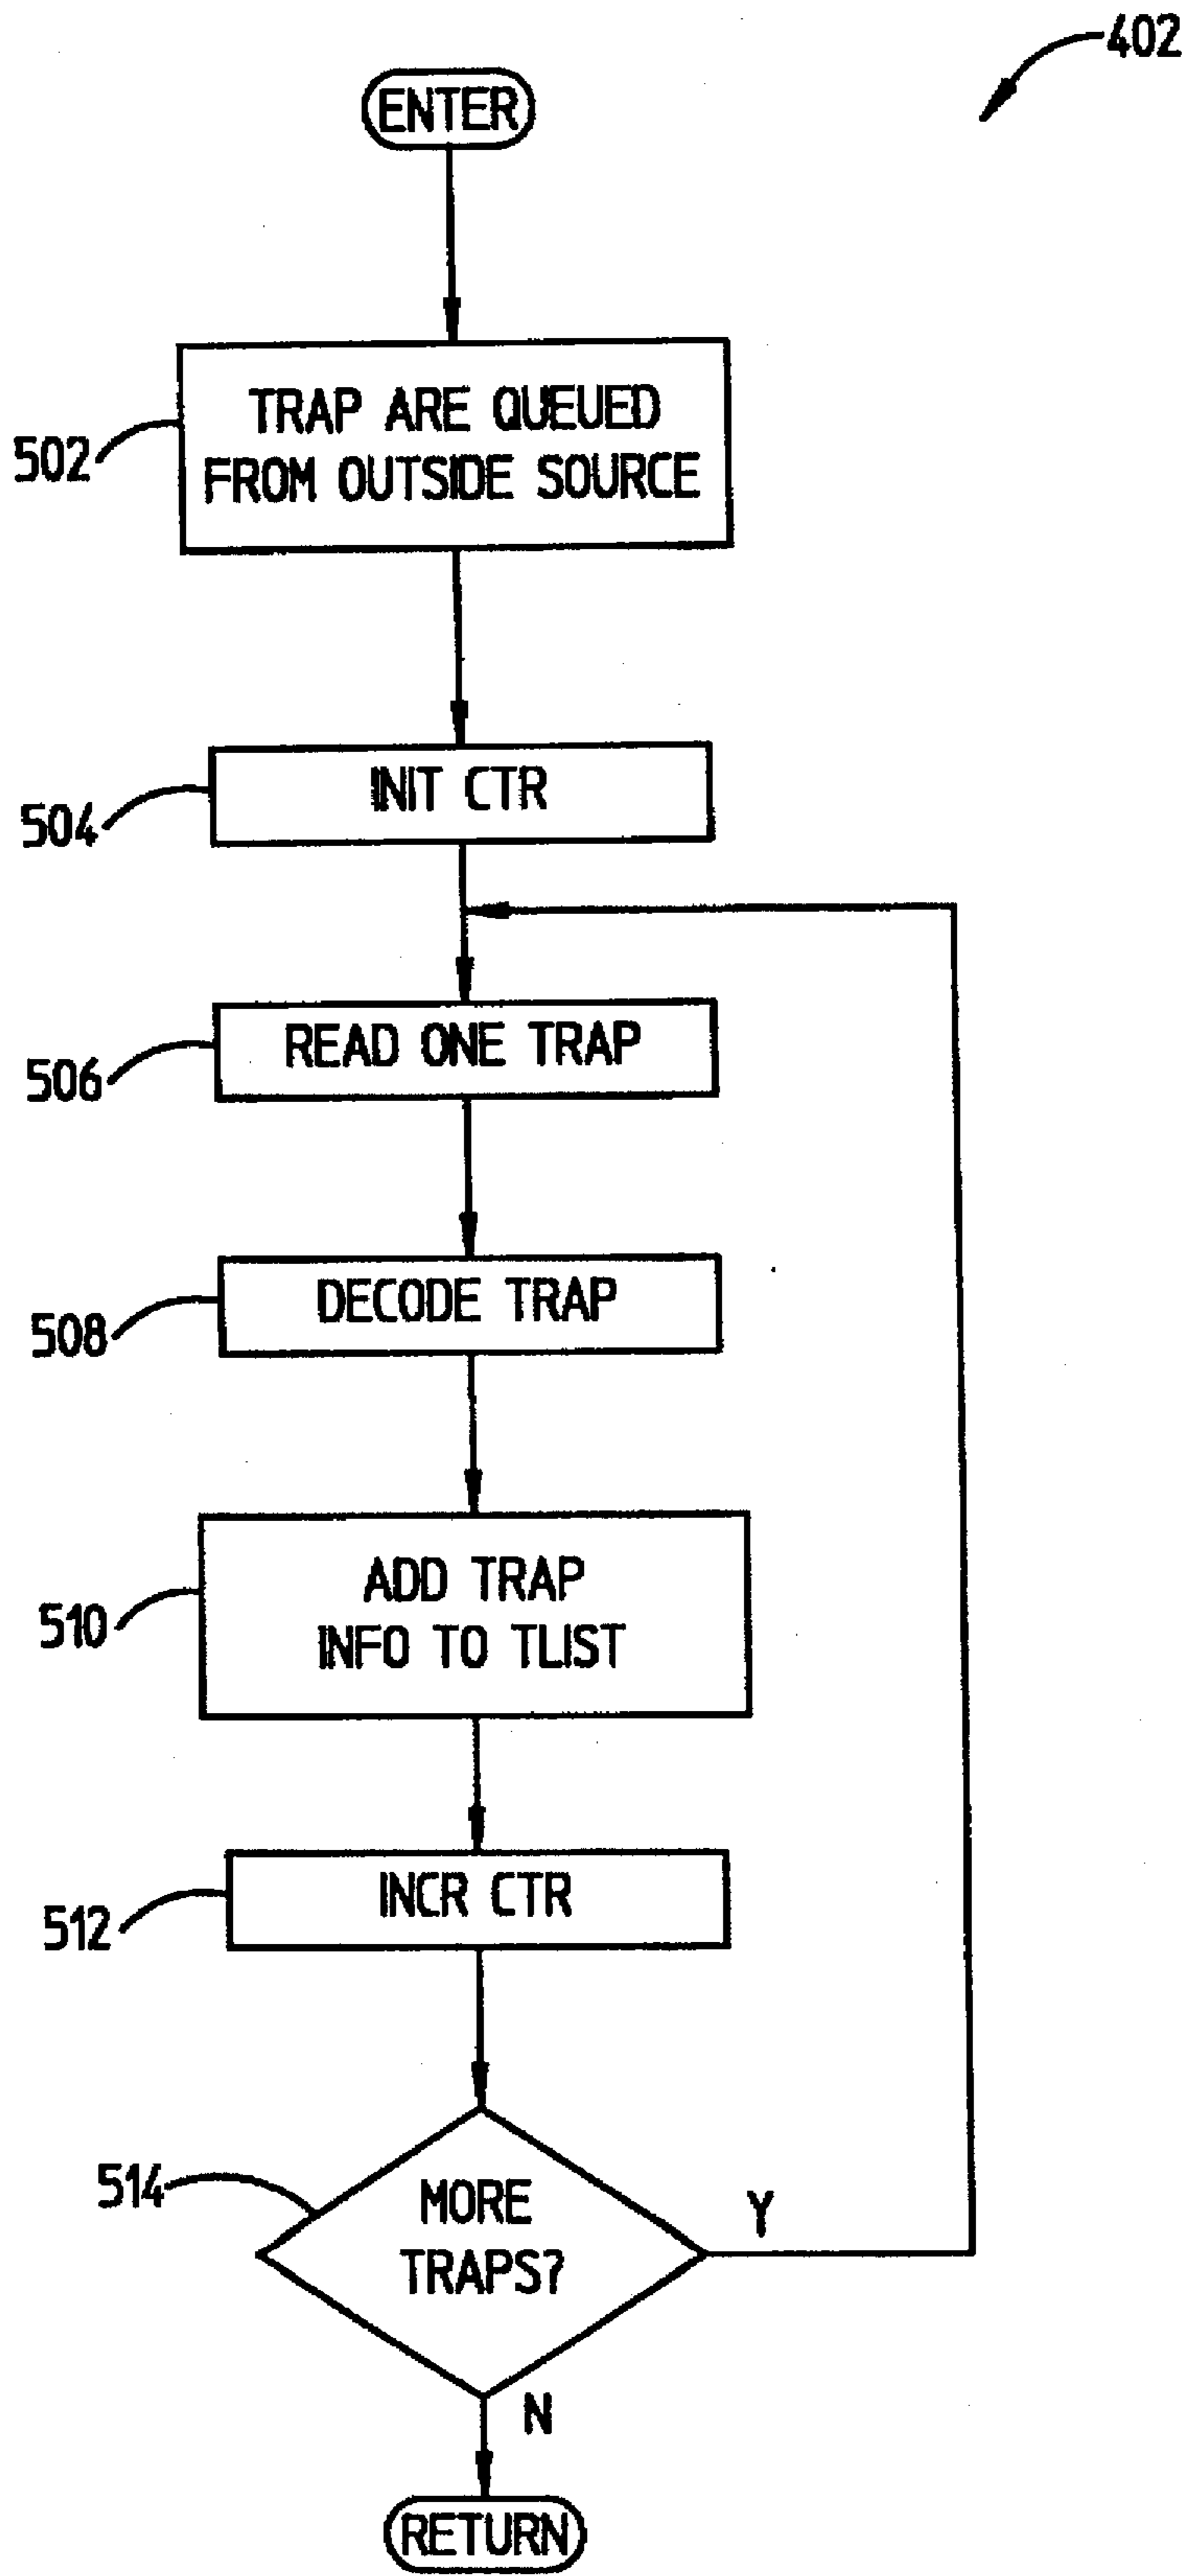 402
ENTER
TRAP ARE QUEUED
FROM OUTSIDE SOURCE
502
INIT CTR
504
READ ONE TRAP
506
DECODE TRAP
508
ADD TRAP
INFO TO TLIST
510
INCR CTR
512
514
MORE
TRAPS?
Y
N
RETURN